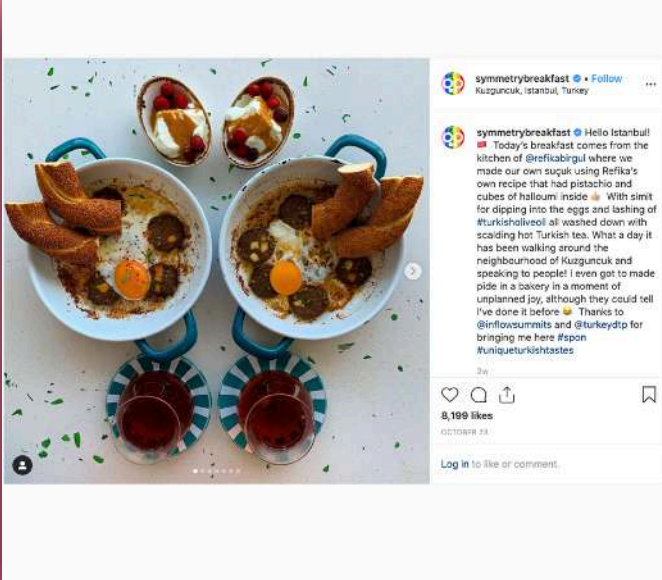 symmetrybreakfast • Follow
Kuzguncuk, Istanbul, Turkey
symmetrybreakfast Hello Istanbul!
🇹🇷 Today's breakfast comes from the
kitchen of @refikabirgul where we
made our own suçuk using Refika's
own recipe that had pistachio and
cubes of halloumi inside 👍 With simit
for dipping into the eggs and lashing of
#turkisholiveoil all washed down with
scalding hot Turkish tea. What a day it
has been walking around the
neighbourhood of Kuzguncuk and
speaking to people! I even got to made
pide in a bakery in a moment of
unplanned joy, although they could tell
I've done it before 😂 Thanks to
@inflowsummits and @turkeydtp for
bringing me here #spon
#uniqueturkishtastes
2w
8,199 likes
OCTOBER 23
Log in to like or comment.